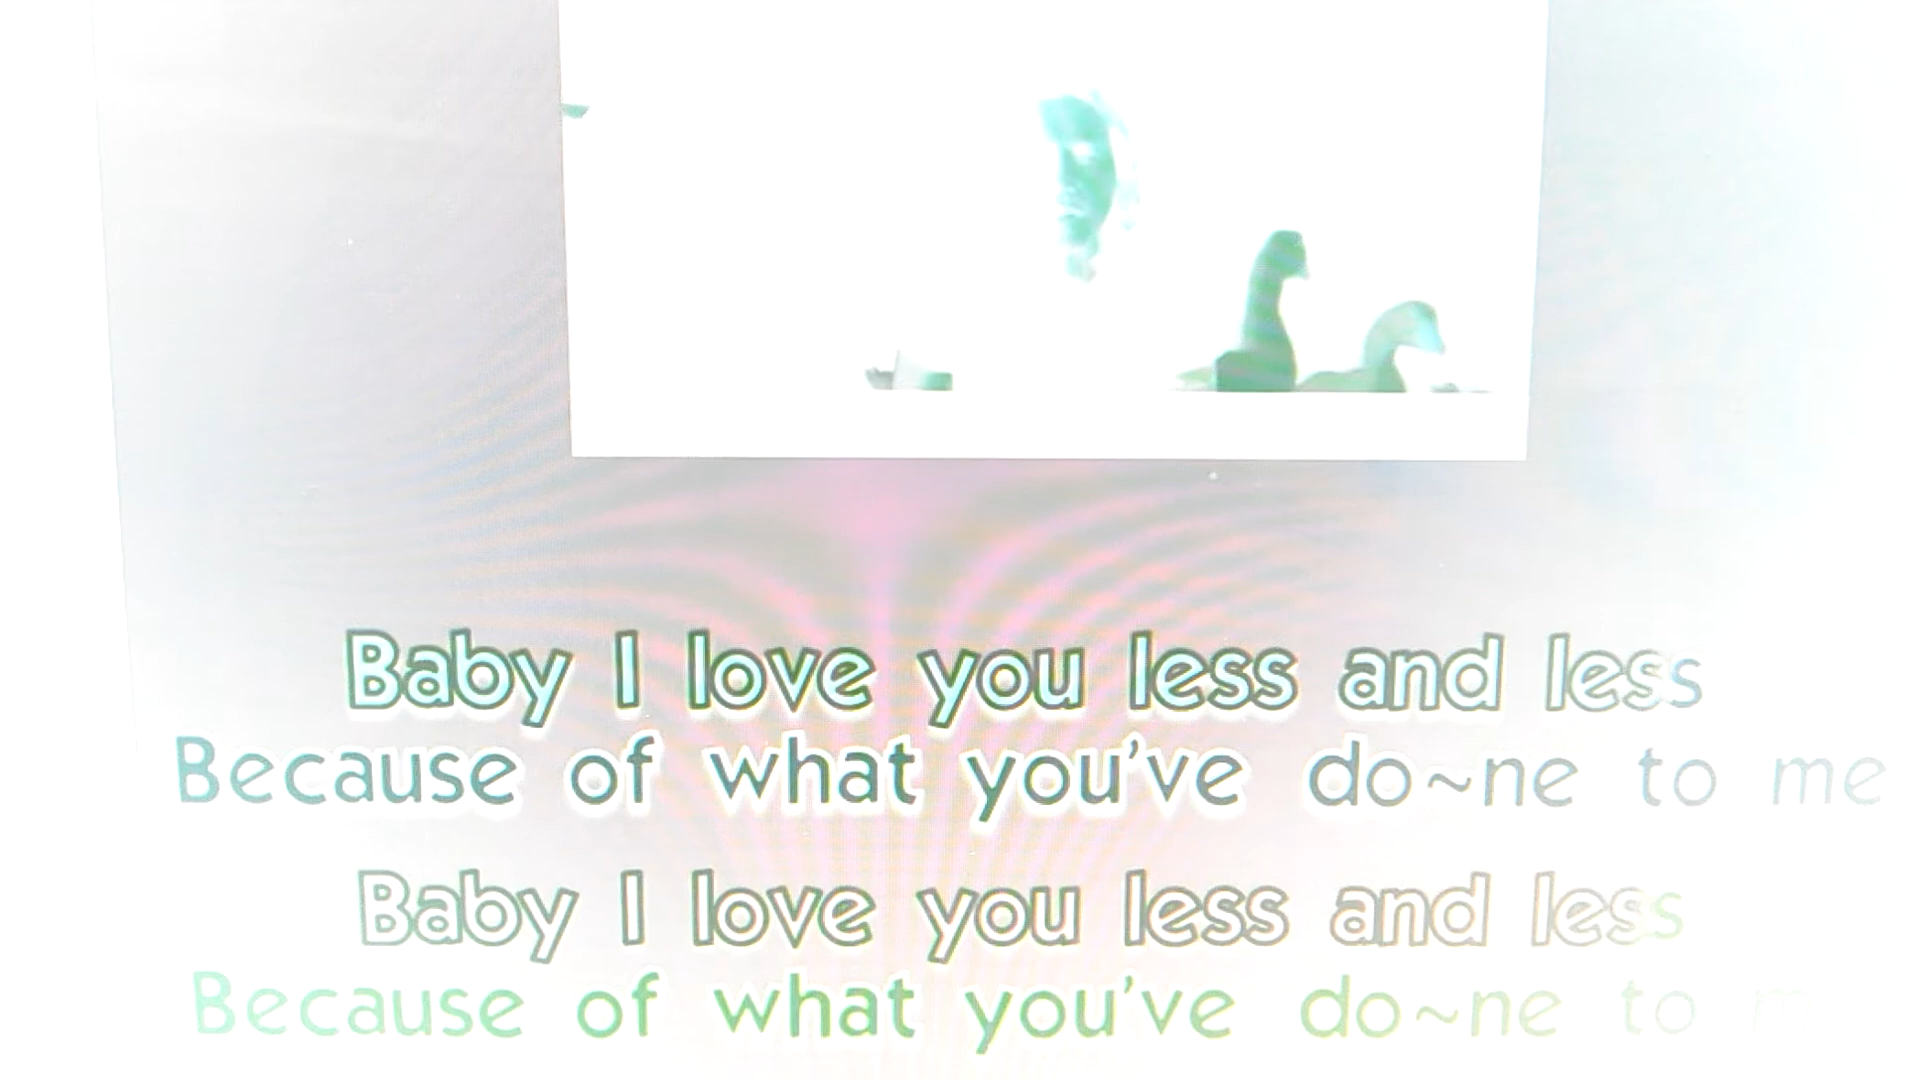 Baby I love you less and less
Because of what you've do~ne to me
Baby I love you less and less
Because of what you've do~ne to